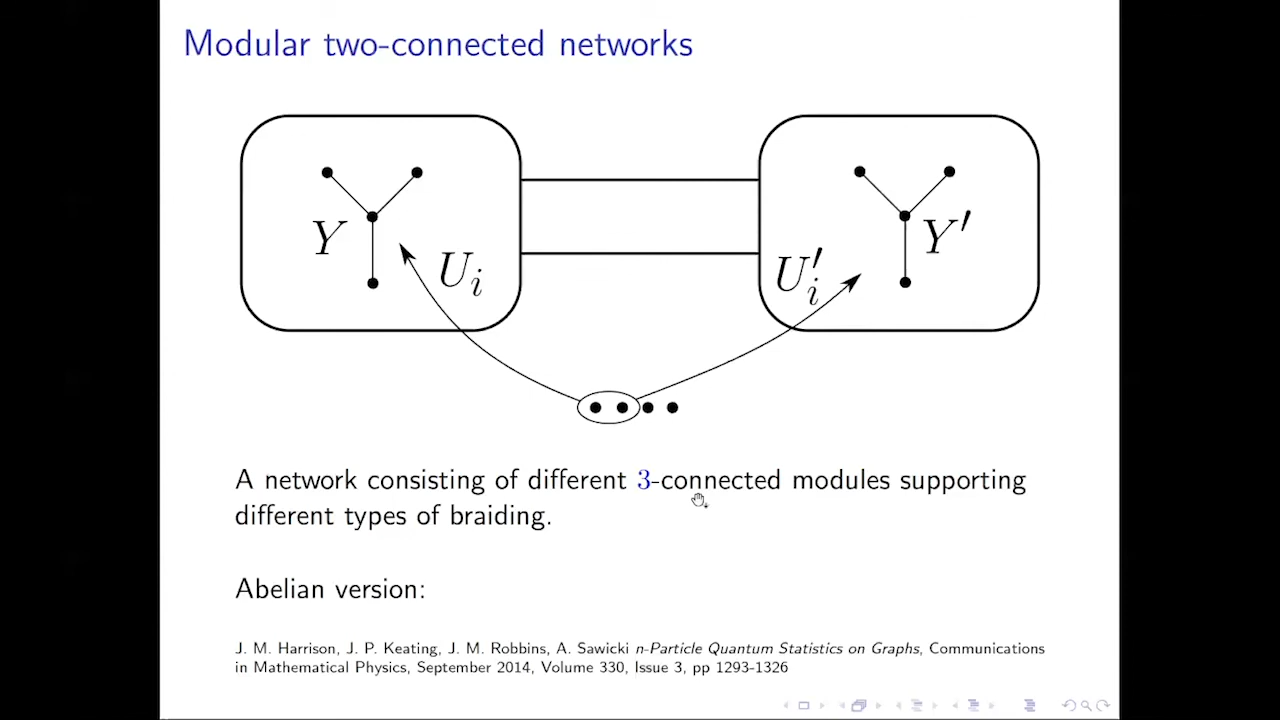 Modular two-connected networks
Y
U_i
U'_i
Y'
A network consisting of different 3-connected modules supporting
different types of braiding.
Abelian version:
J. M. Harrison, J. P. Keating, J. M. Robbins, A. Sawicki n-Particle Quantum Statistics on Graphs, Communications
in Mathematical Physics, September 2014, Volume 330, Issue 3, pp 1293-1326